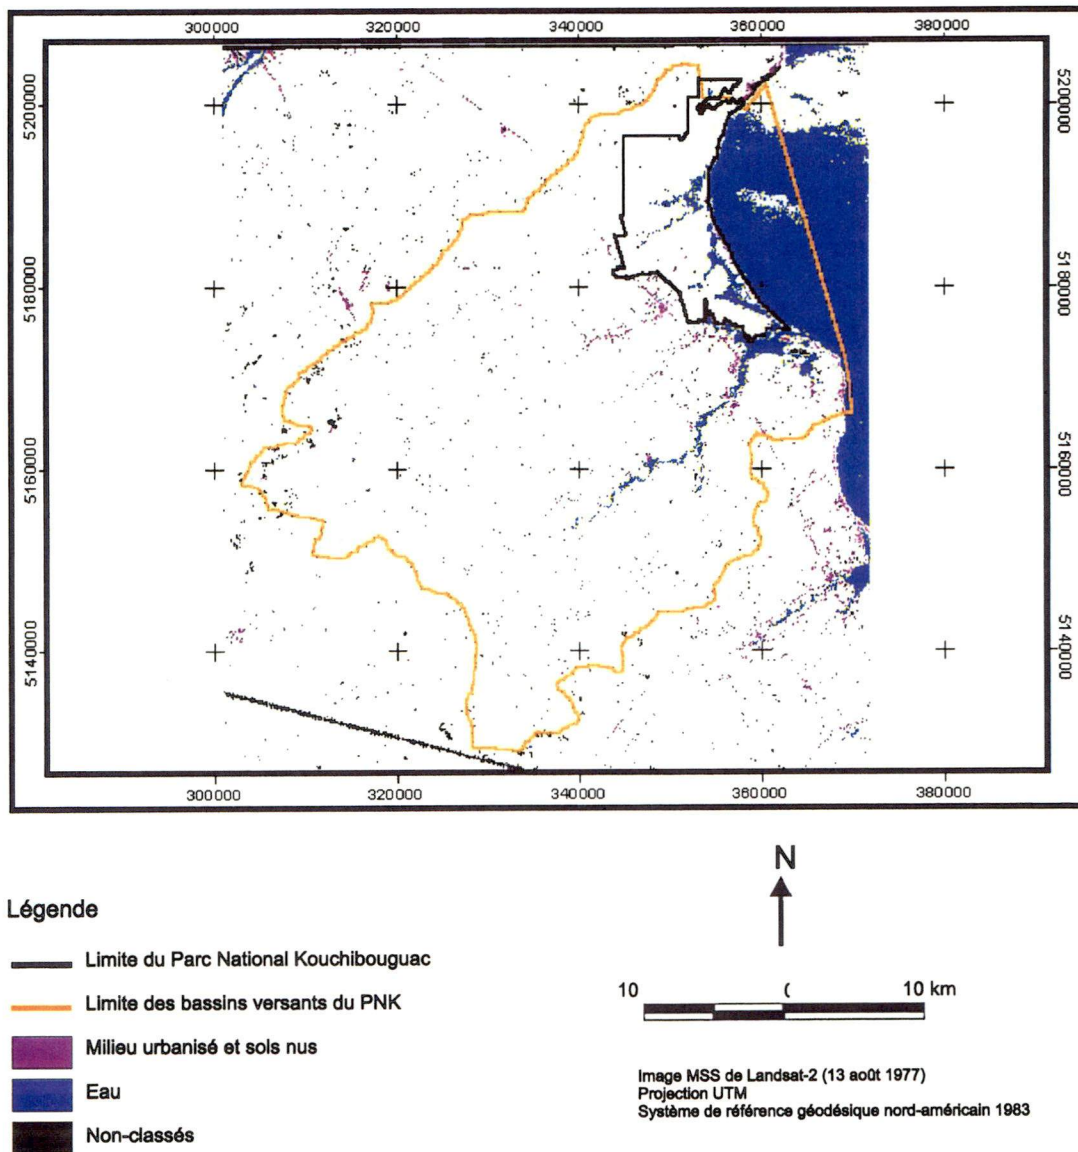 300000 320000 340000 360000 380000
5200000 5200000
5180000 5180000
5160000 5160000
5140000 5140000
300000 320000 340000 360000 380000
N
Légende
Limite du Parc National Kouchibouguac
Limite des bassins versants du PNK
Milieu urbanisé et sols nus
Eau
Non-classés
10 0 10 km
Image MSS de Landsat-2 (13 août 1977)
Projection UTM
Système de référence géodésique nord-américain 1983